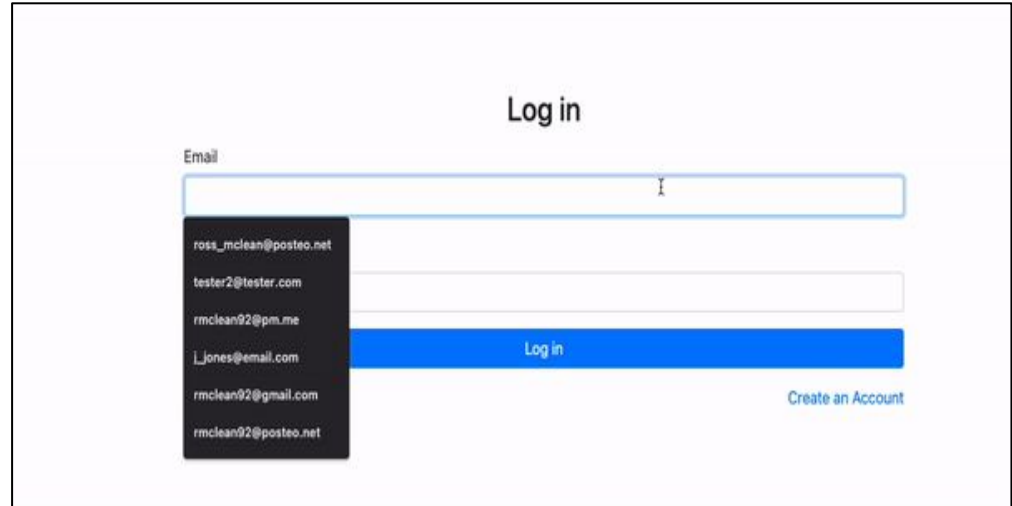 Log in
Email
ross_mclean@posteo.net
tester2@tester.com
rmclean92@pm.me
j_jones@email.com
rmclean92@gmail.com
rmclean92@posteo.net
Log in
Create an Account